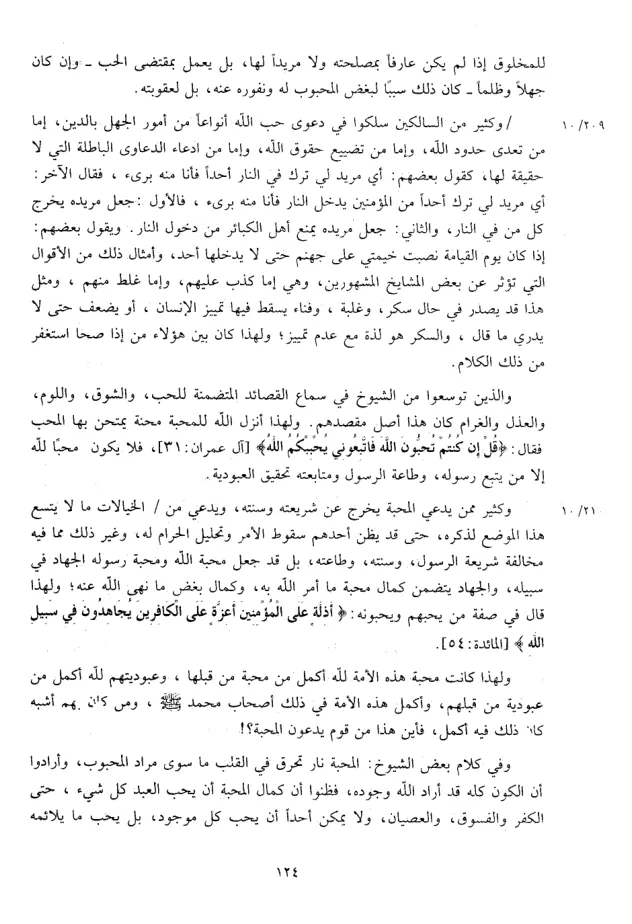 للمخلوق إذا لم يكن عارفاً بمصلحته ولا مريداً لها، بل يعمل بمقتضى الحب - وإن كان
جهلاً وظلماً - كان ذلك سببًا لبغض المحبوب له ونفوره عنه، بل لعقوبته.
١٠/٢٠٩ / وكثير من السالكين سلكوا في دعوى حب الله أنواعاً من أمور الجهل بالدين، إما
من تعدى حدود الله، وإما من تضييع حقوق الله، وإما من ادعاء الدعاوى الباطلة التي لا
حقيقة لها، كقول بعضهم: أي مريد لي ترك في النار أحداً فأنا منه برىء ، فقال الآخر:
أي مريد لي ترك أحداً من المؤمنين يدخل النار فأنا منه برىء ، فالأول :جعل مريده يخرج
كل من في النار، والثاني: جعل مريده يمنع أهل الكبائر من دخول النار. ويقول بعضهم:
إذا كان يوم القيامة نصبت خيمتي على جهنم حتى لا يدخلها أحد، وأمثال ذلك من الأقوال
التي تؤثر عن بعض المشايخ المشهورين، وهي إما كذب عليهم، وإما غلط منهم ، ومثل
هذا قد يصدر في حال سكر، وغلبة ، وفناء يسقط فيها تمييز الإنسان ، أو يضعف حتى لا
يدري ما قال ، والسكر هو لذة مع عدم تمييز؛ ولهذا كان بين هؤلاء من إذا صحا استغفر
من ذلك الكلام.
والذين توسعوا من الشيوخ في سماع القصائد المتضمنة للحب، والشوق، واللوم،
والعذل والغرام كان هذا أصل مقصدهم. ولهذا أنزل الله للمحبة محنة يمتحن بها المحب
فقال: ﴿قُلْ إِن كُنتُمْ تُحِبُّونَ اللَّهَ فَاتَّبِعُونِي يُحْبِبْكُمُ اللَّهُ﴾ [آل عمران: ٣١]، فلا يكون محبًا لله
إلا من يتبع رسوله، وطاعة الرسول ومتابعته تحقيق العبودية.
١٠/٢١٠ وكثير ممن يدعي المحبة يخرج عن شريعته وسنته، ويدعي من / الخيالات ما لا يتسع
هذا الموضع لذكره، حتى قد يظن أحدهم سقوط الأمر وتحليل الحرام له، وغير ذلك مما فيه
مخالفة شريعة الرسول، وسنته، وطاعته، بل قد جعل محبة الله ومحبة رسوله الجهاد في
سبيله، والجهاد يتضمن كمال محبة ما أمر الله به، وكمال بغض ما نهى الله عنه؛ ولهذا
قال في صفة من يحبهم ويحبونه: ﴿ أَذِلَّةٍ عَلَى الْمُؤْمِنِينَ أَعِزَّةٍ عَلَى الْكَافِرِينَ يُجَاهِدُونَ فِي سَبِيلِ
اللَّهِ ﴾ [المائدة: ٥٤].
ولهذا كانت محبة هذه الأمة لله أكمل من محبة من قبلها ، وعبوديتهم لله أكمل من
عبودية من قبلهم، وأكمل هذه الأمة في ذلك أصحاب محمد ﷺ ، ومن كان بهم أشبه
كان ذلك فيه أكمل، فأين هذا من قوم يدعون المحبة؟!
وفي كلام بعض الشيوخ: المحبة نار تحرق في القلب ما سوى مراد المحبوب، وأرادوا
أن الكون كله قد أراد الله وجوده، فظنوا أن كمال المحبة أن يحب العبد كل شيء ، حتى
الكفر والفسوق، والعصيان، ولا يمكن أحداً أن يحب كل موجود، بل يحب ما يلائمه
١٢٤